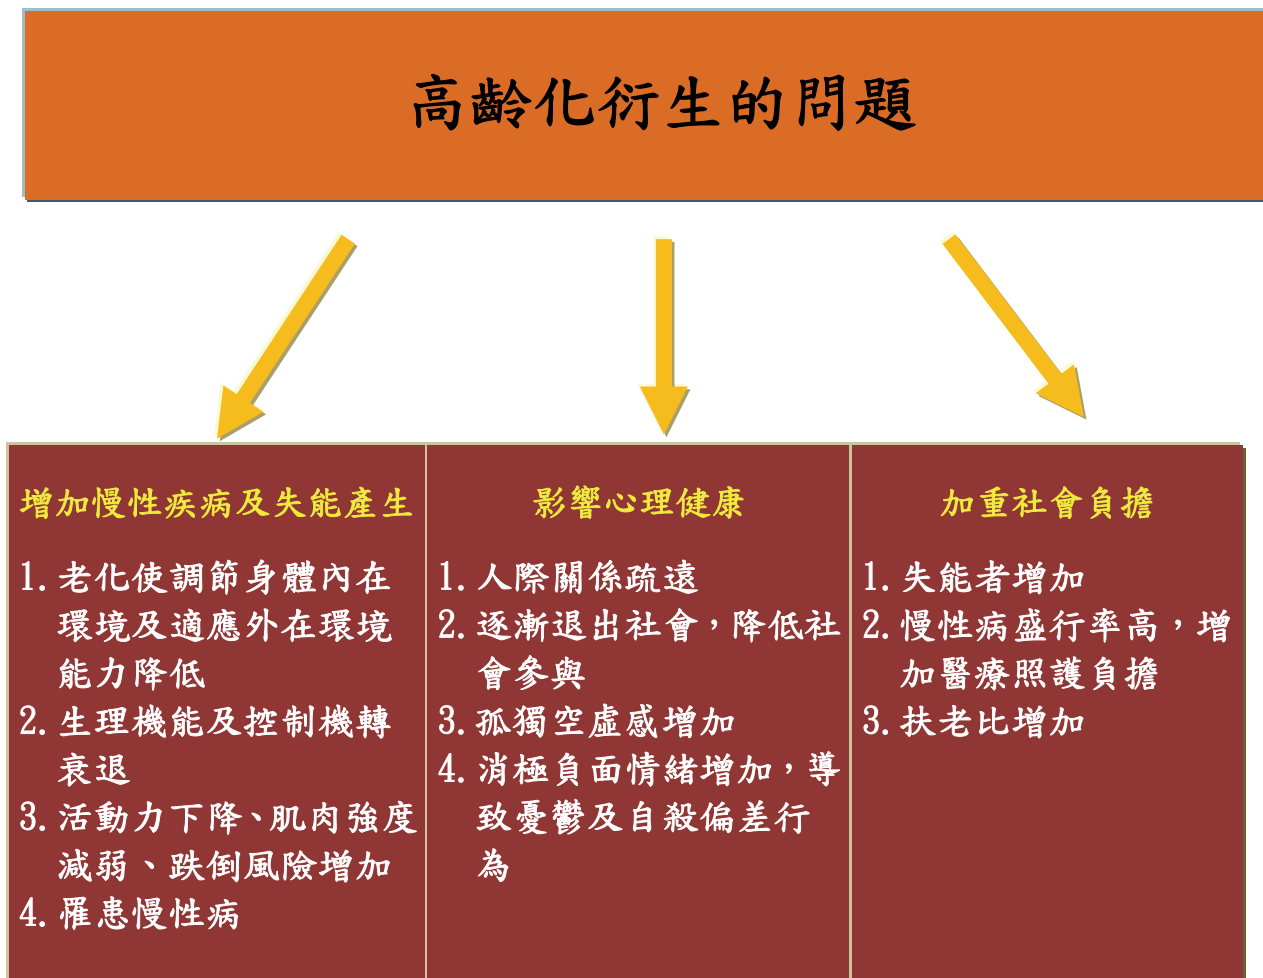 高齡化衍生的問題
增加慢性疾病及失能產生
1.老化使調節身體內在
環境及適應外在環境
能力降低
2.生理機能及控制機轉
衰退
3.活動力下降、肌肉強度
減弱、跌倒風險增加
4.罹患慢性病
影響心理健康
1.人際關係疏遠
2.逐漸退出社會，降低社
會參與
3.孤獨空虛感增加
4.消極負面情緒增加，導
致憂鬱及自殺偏差行
為
加重社會負擔
1.失能者增加
2.慢性病盛行率高，增
加醫療照護負擔
3.扶老比增加